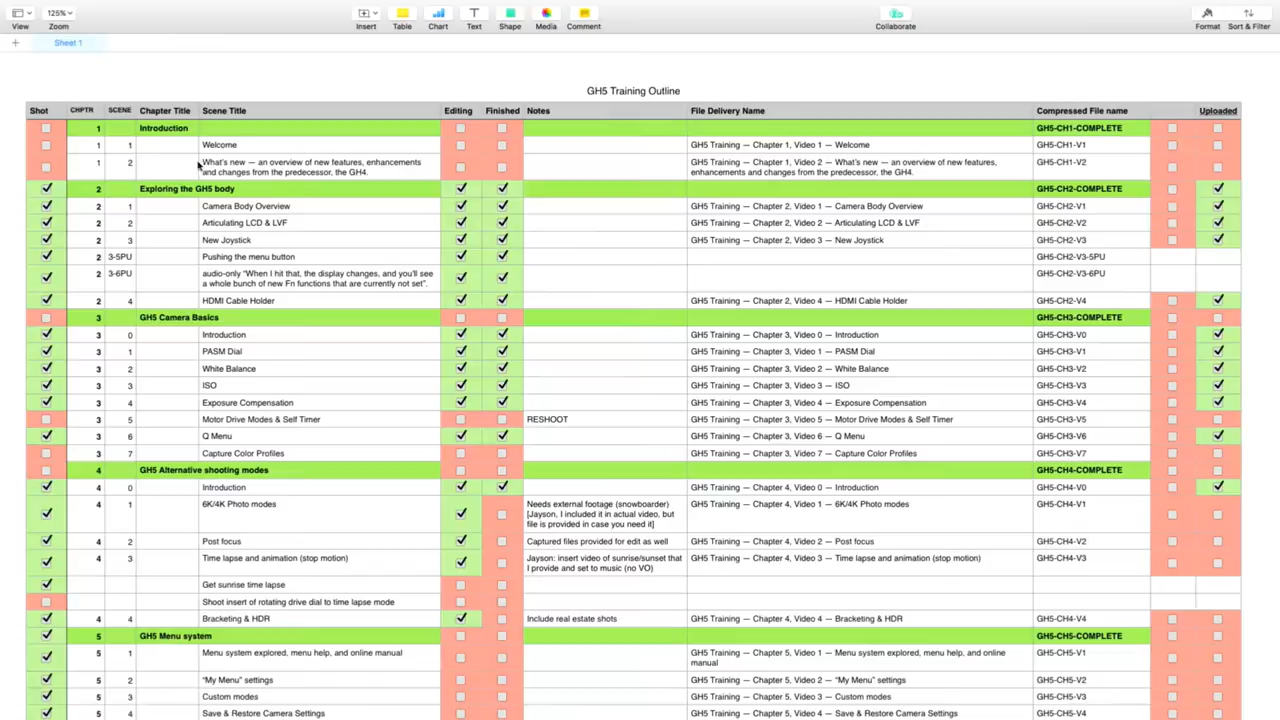 View
125%
Zoom
Insert
Table
Chart
Text
Shape
Media
Comment
Collaborate
Format
Sort & Filter
Sheet 1
GH5 Training Outline
Shot CHPTR SCENE Chapter Title Scene Title Editing Finished Notes File Delivery Name Compressed File name Uploaded
1 Introduction GH5-CH1-COMPLETE
1 1 Welcome GH5 Training — Chapter 1, Video 1 — Welcome GH5-CH1-V1
1 2 What's new — an overview of new features, enhancements GH5 Training — Chapter 1, Video 2 — What's new — an overview of new features, GH5-CH1-V2
and changes from the predecessor, the GH4. enhancements and changes from the predecessor, the GH4.
2 Exploring the GH5 body GH5-CH2-COMPLETE
2 1 Camera Body Overview GH5 Training — Chapter 2, Video 1 — Camera Body Overview GH5-CH2-V1
2 2 Articulating LCD & LVF GH5 Training — Chapter 2, Video 2 — Articulating LCD & LVF GH5-CH2-V2
2 3 New Joystick GH5 Training — Chapter 2, Video 3 — New Joystick GH5-CH2-V3
2 3-5PU Pushing the menu button GH5-CH2-V3-5PU
2 3-6PU audio-only "When I hit that, the display changes, and you'll see GH5-CH2-V3-6PU
a whole bunch of new Fn functions that are currently not set".
2 4 HDMI Cable Holder GH5 Training — Chapter 2, Video 4 — HDMI Cable Holder GH5-CH2-V4
3 GH5 Camera Basics GH5-CH3-COMPLETE
3 0 Introduction GH5 Training — Chapter 3, Video 0 — Introduction GH5-CH3-V0
3 1 PASM Dial GH5 Training — Chapter 3, Video 1 — PASM Dial GH5-CH3-V1
3 2 White Balance GH5 Training — Chapter 3, Video 2 — White Balance GH5-CH3-V2
3 3 ISO GH5 Training — Chapter 3, Video 3 — ISO GH5-CH3-V3
3 4 Exposure Compensation GH5 Training — Chapter 3, Video 4 — Exposure Compensation GH5-CH3-V4
3 5 Motor Drive Modes & Self Timer RESHOOT GH5 Training — Chapter 3, Video 5 — Motor Drive Modes & Self Timer GH5-CH3-V5
3 6 Q Menu GH5 Training — Chapter 3, Video 6 — Q Menu GH5-CH3-V6
3 7 Capture Color Profiles GH5 Training — Chapter 3, Video 7 — Capture Color Profiles GH5-CH3-V7
4 GH5 Alternative shooting modes GH5-CH4-COMPLETE
4 0 Introduction GH5 Training — Chapter 4, Video 0 — Introduction GH5-CH4-V0
4 1 6K/4K Photo modes Needs external footage (snowboarder) GH5 Training — Chapter 4, Video 1 — 6K/4K Photo modes GH5-CH4-V1
[Jayson, I included it in actual video, but
file is provided in case you need it]
4 2 Post focus Captured files provided for edit as well GH5 Training — Chapter 4, Video 2 — Post focus GH5-CH4-V2
4 3 Time lapse and animation (stop motion) Jayson: insert video of sunrise/sunset that GH5 Training — Chapter 4, Video 3 — Time lapse and animation (stop motion) GH5-CH4-V3
I provide and set to music (no VO)
Get sunrise time lapse
Shoot insert of rotating drive dial to time lapse mode
4 4 Bracketing & HDR Include real estate shots GH5 Training — Chapter 4, Video 4 — Bracketing & HDR GH5-CH4-V4
5 GH5 Menu system GH5-CH5-COMPLETE
5 1 Menu system explored, menu help, and online manual GH5 Training — Chapter 5, Video 1 — Menu system explored, menu help, and online GH5-CH5-V1
manual
5 2 "My Menu" settings GH5 Training — Chapter 5, Video 2 — "My Menu" settings GH5-CH5-V2
5 3 Custom modes GH5 Training — Chapter 5, Video 3 — Custom modes GH5-CH5-V3
5 4 Save & Restore Camera Settings GH5 Training — Chapter 5, Video 4 — Save & Restore Camera Settings GH5-CH5-V4